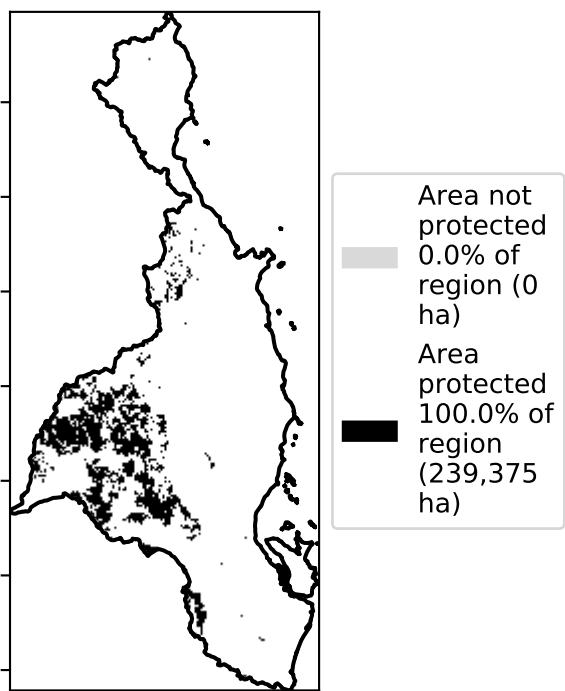 Area not
protected
0.0% of
region (0
ha)
Area
protected
100.0% of
region
(239,375
ha)